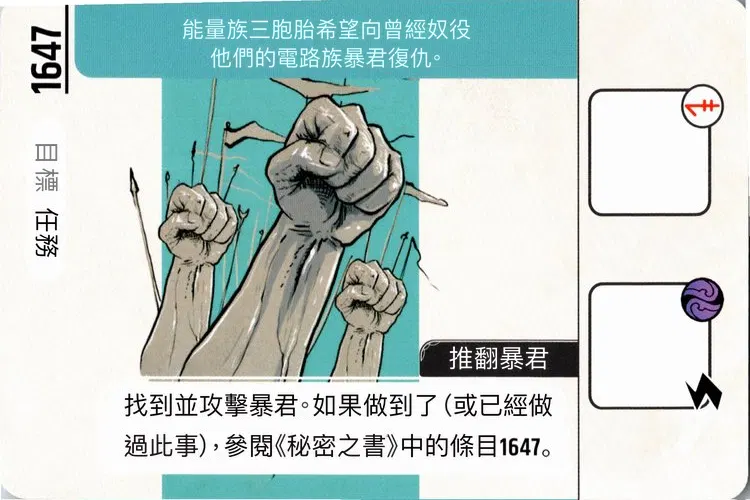 能量族三胞胎希望向曾經奴役
他們的電路族暴君復仇。
1647
目標 任務
推翻暴君
找到並攻擊暴君。如果做到了（或已經做
過此事），參閱《秘密之書》中的條目1647。